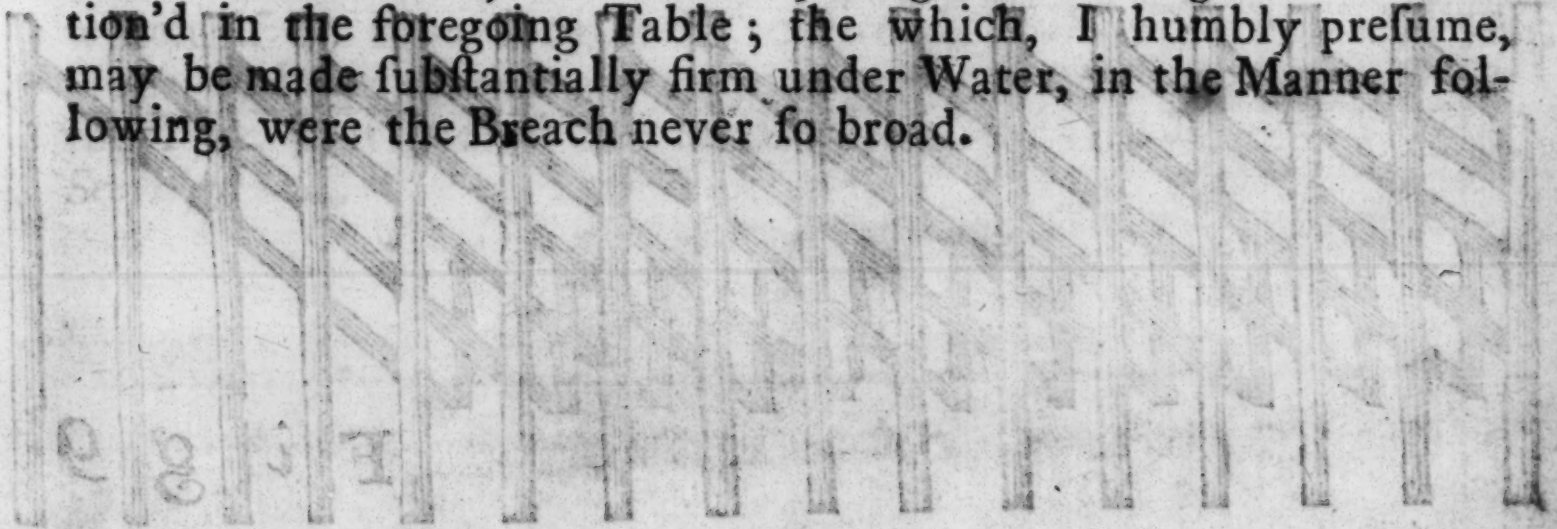 tion'd in the foregoing Table; the which, I humbly preſume,
may be made ſubſtantially firm under Water, in the Manner fol-
lowing, were the Breach never ſo broad.